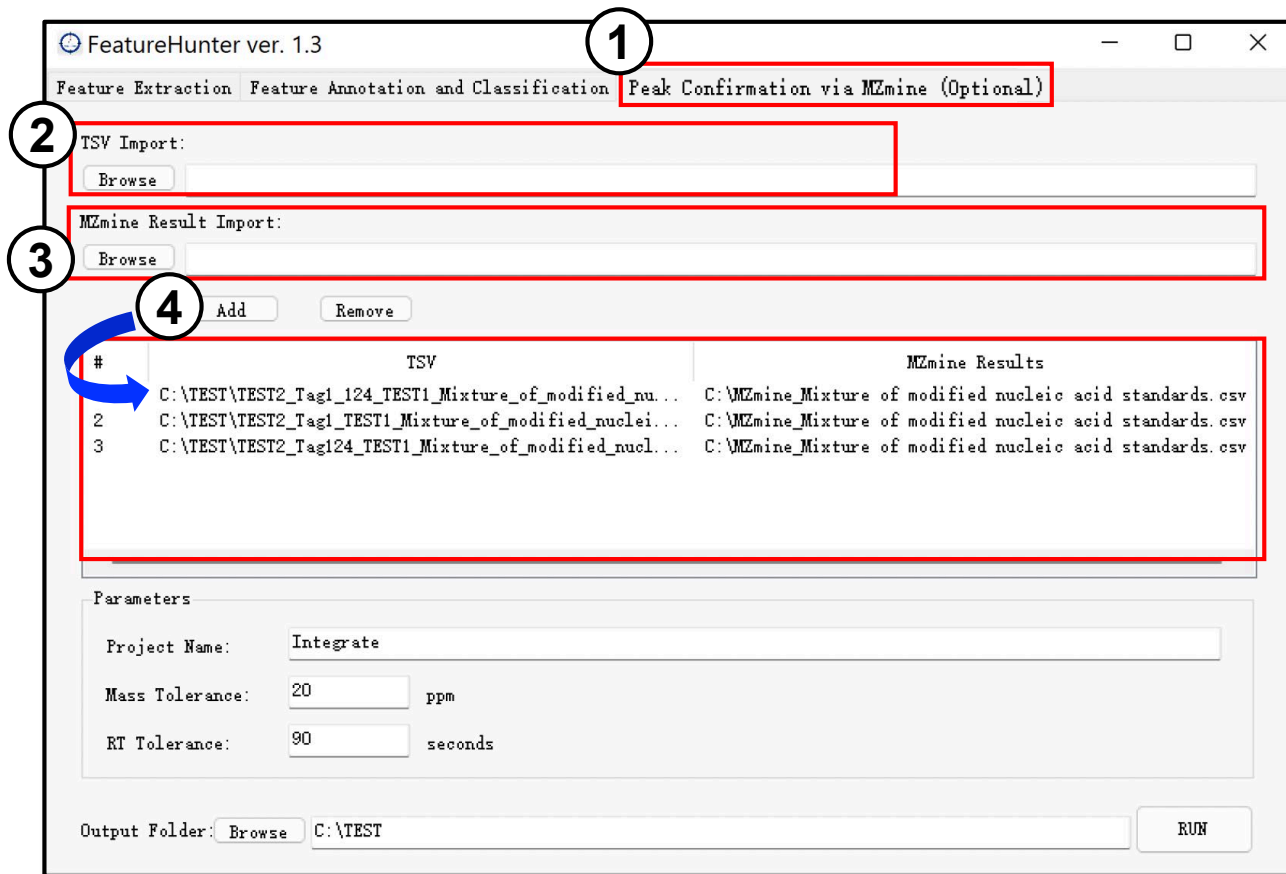 1
FeatureHunter ver. 1.3
Feature Extraction Feature Annotation and Classification Peak Confirmation via MZmine (Optional)
2
TSV Import:
Browse
MZmine Result Import:
3
Browse
4
Add Remove
# TSV MZmine Results
C:\TEST\TEST2_Tag1_124_TEST1_Mixture_of_modified_nu... C:\MZmine_Mixture of modified nucleic acid standards.csv
2 C:\TEST\TEST2_Tag1_TEST1_Mixture_of_modified_nuclei... C:\MZmine_Mixture of modified nucleic acid standards.csv
3 C:\TEST\TEST2_Tag124_TEST1_Mixture_of_modified_nucl... C:\MZmine_Mixture of modified nucleic acid standards.csv
Parameters
Project Name: Integrate
Mass Tolerance: 20 ppm
RT Tolerance: 90 seconds
Output Folder: Browse C:\TEST RUN